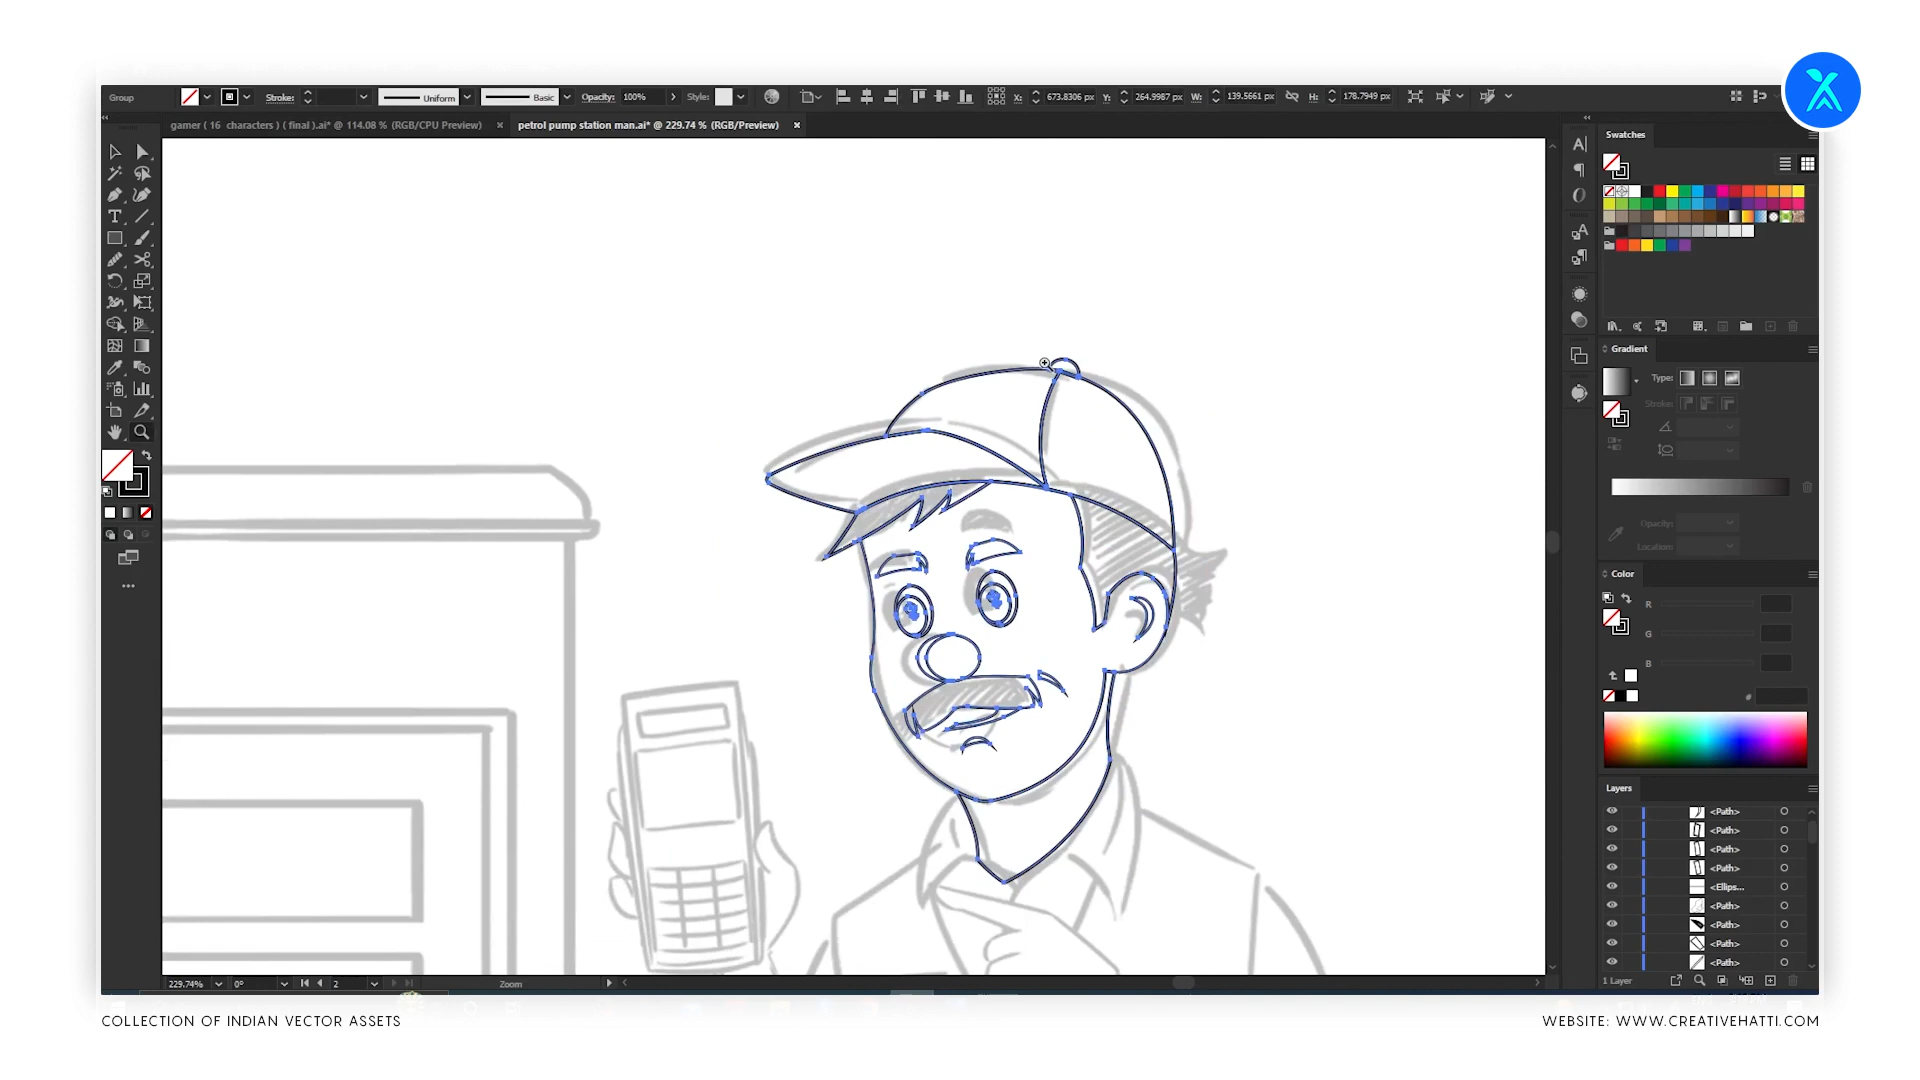 Group
Stroke:
Uniform
Basic
Opacity: 100%
Style:
X: 673.8306 px Y: 264.9987 px W: 139.5661 px H: 178.7949 px
gamer ( 16 characters ) ( final ).ai* @ 114.08 % (RGB/CPU Preview) ×
petrol pump station man.ai* @ 229.74 % (RGB/Preview) ×
Swatches
Gradient
Type:
Stroke:
Opacity:
Location:
Color
R
G
B
Layers
<Path>
<Path>
<Path>
<Path>
<Ellips...
<Path>
<Path>
<Path>
<Path>
1 Layer
229.74% 0° 2 Zoom
COLLECTION OF INDIAN VECTOR ASSETS
WEBSITE: WWW.CREATIVEHATTI.COM